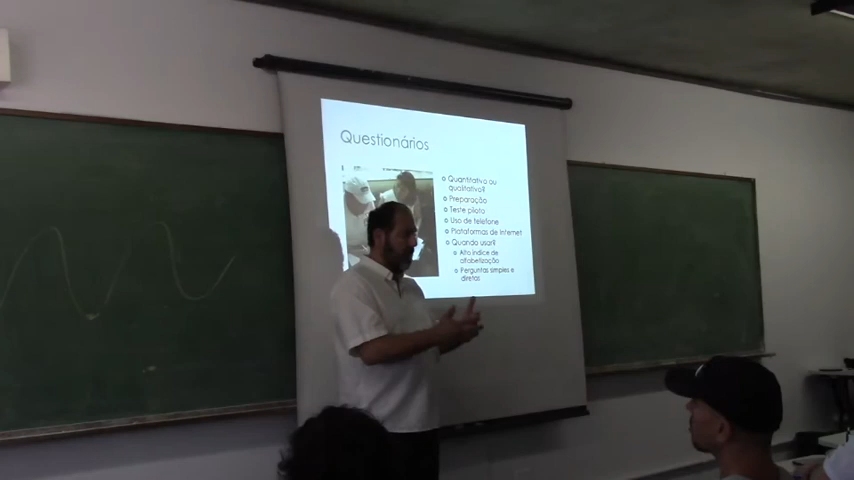 Questionários
Quantitativo ou
qualitativo?
Preparação
Teste pilota
Uso de telefone
Plataformas de Internet
Quando usar?
Alto índice de
alfabetização
Perguntas simples e
diretas